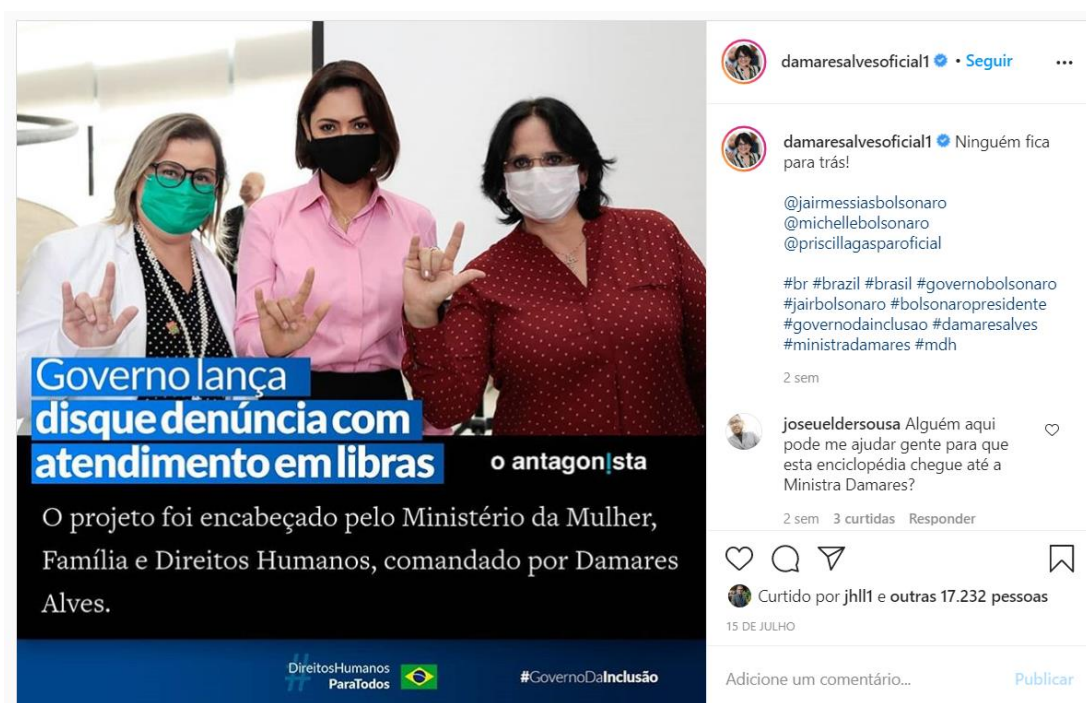 Governo lança
disque denúncia com
atendimento em libras
o antagon!sta
O projeto foi encabeçado pelo Ministério da Mulher,
Família e Direitos Humanos, comandado por Damares
Alves.
# DireitosHumanos
ParaTodos
#GovernoDaInclusão
damaresalvesoficial1 • Seguir
...
damaresalvesoficial1 Ninguém fica
para trás!
@jairmessiasbolsonaro
@michellebolsonaro
@priscillagasparoficial
#br #brazil #brasil #governobolsonaro
#jairbolsonaro #bolsonaropresidente
#governodainclusao #damaresalves
#ministradamares #mdh
2 sem
joseueldersousa Alguém aqui
pode me ajudar gente para que
esta enciclopédia chegue até a
Ministra Damares?
2 sem 3 curtidas Responder
Curtido por jhll1 e outras 17.232 pessoas
15 DE JULHO
Adicione um comentário... Publicar